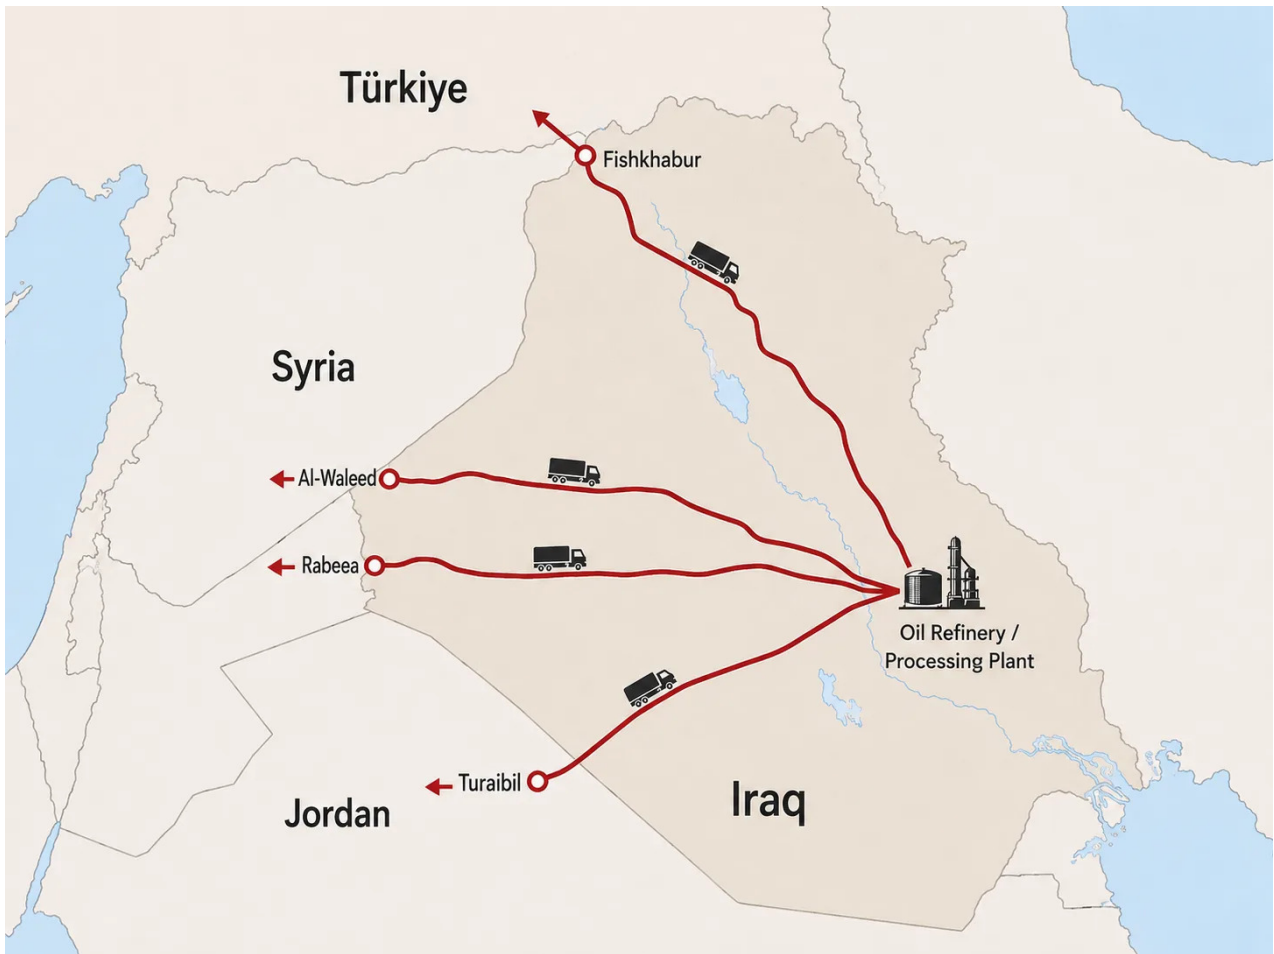 Türkiye
Fishkhabur
Syria
Al-Waleed
Rabeea
Oil Refinery /
Processing Plant
Turaibil
Jordan
Iraq